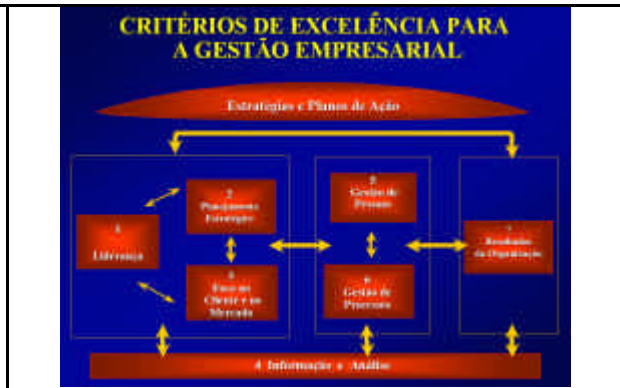 CRITÉRIOS DE EXCELÊNCIA PARA
A GESTÃO EMPRESARIAL
Estratégias e Planos de Ação
2
Planejamento
Estratégico
5
Gestão de
Pessoas
1
Liderança
7
Resultados
da Organização
3
Foco no
Cliente e no
Mercado
6
Gestão de
Processos
4 Informação e Análise